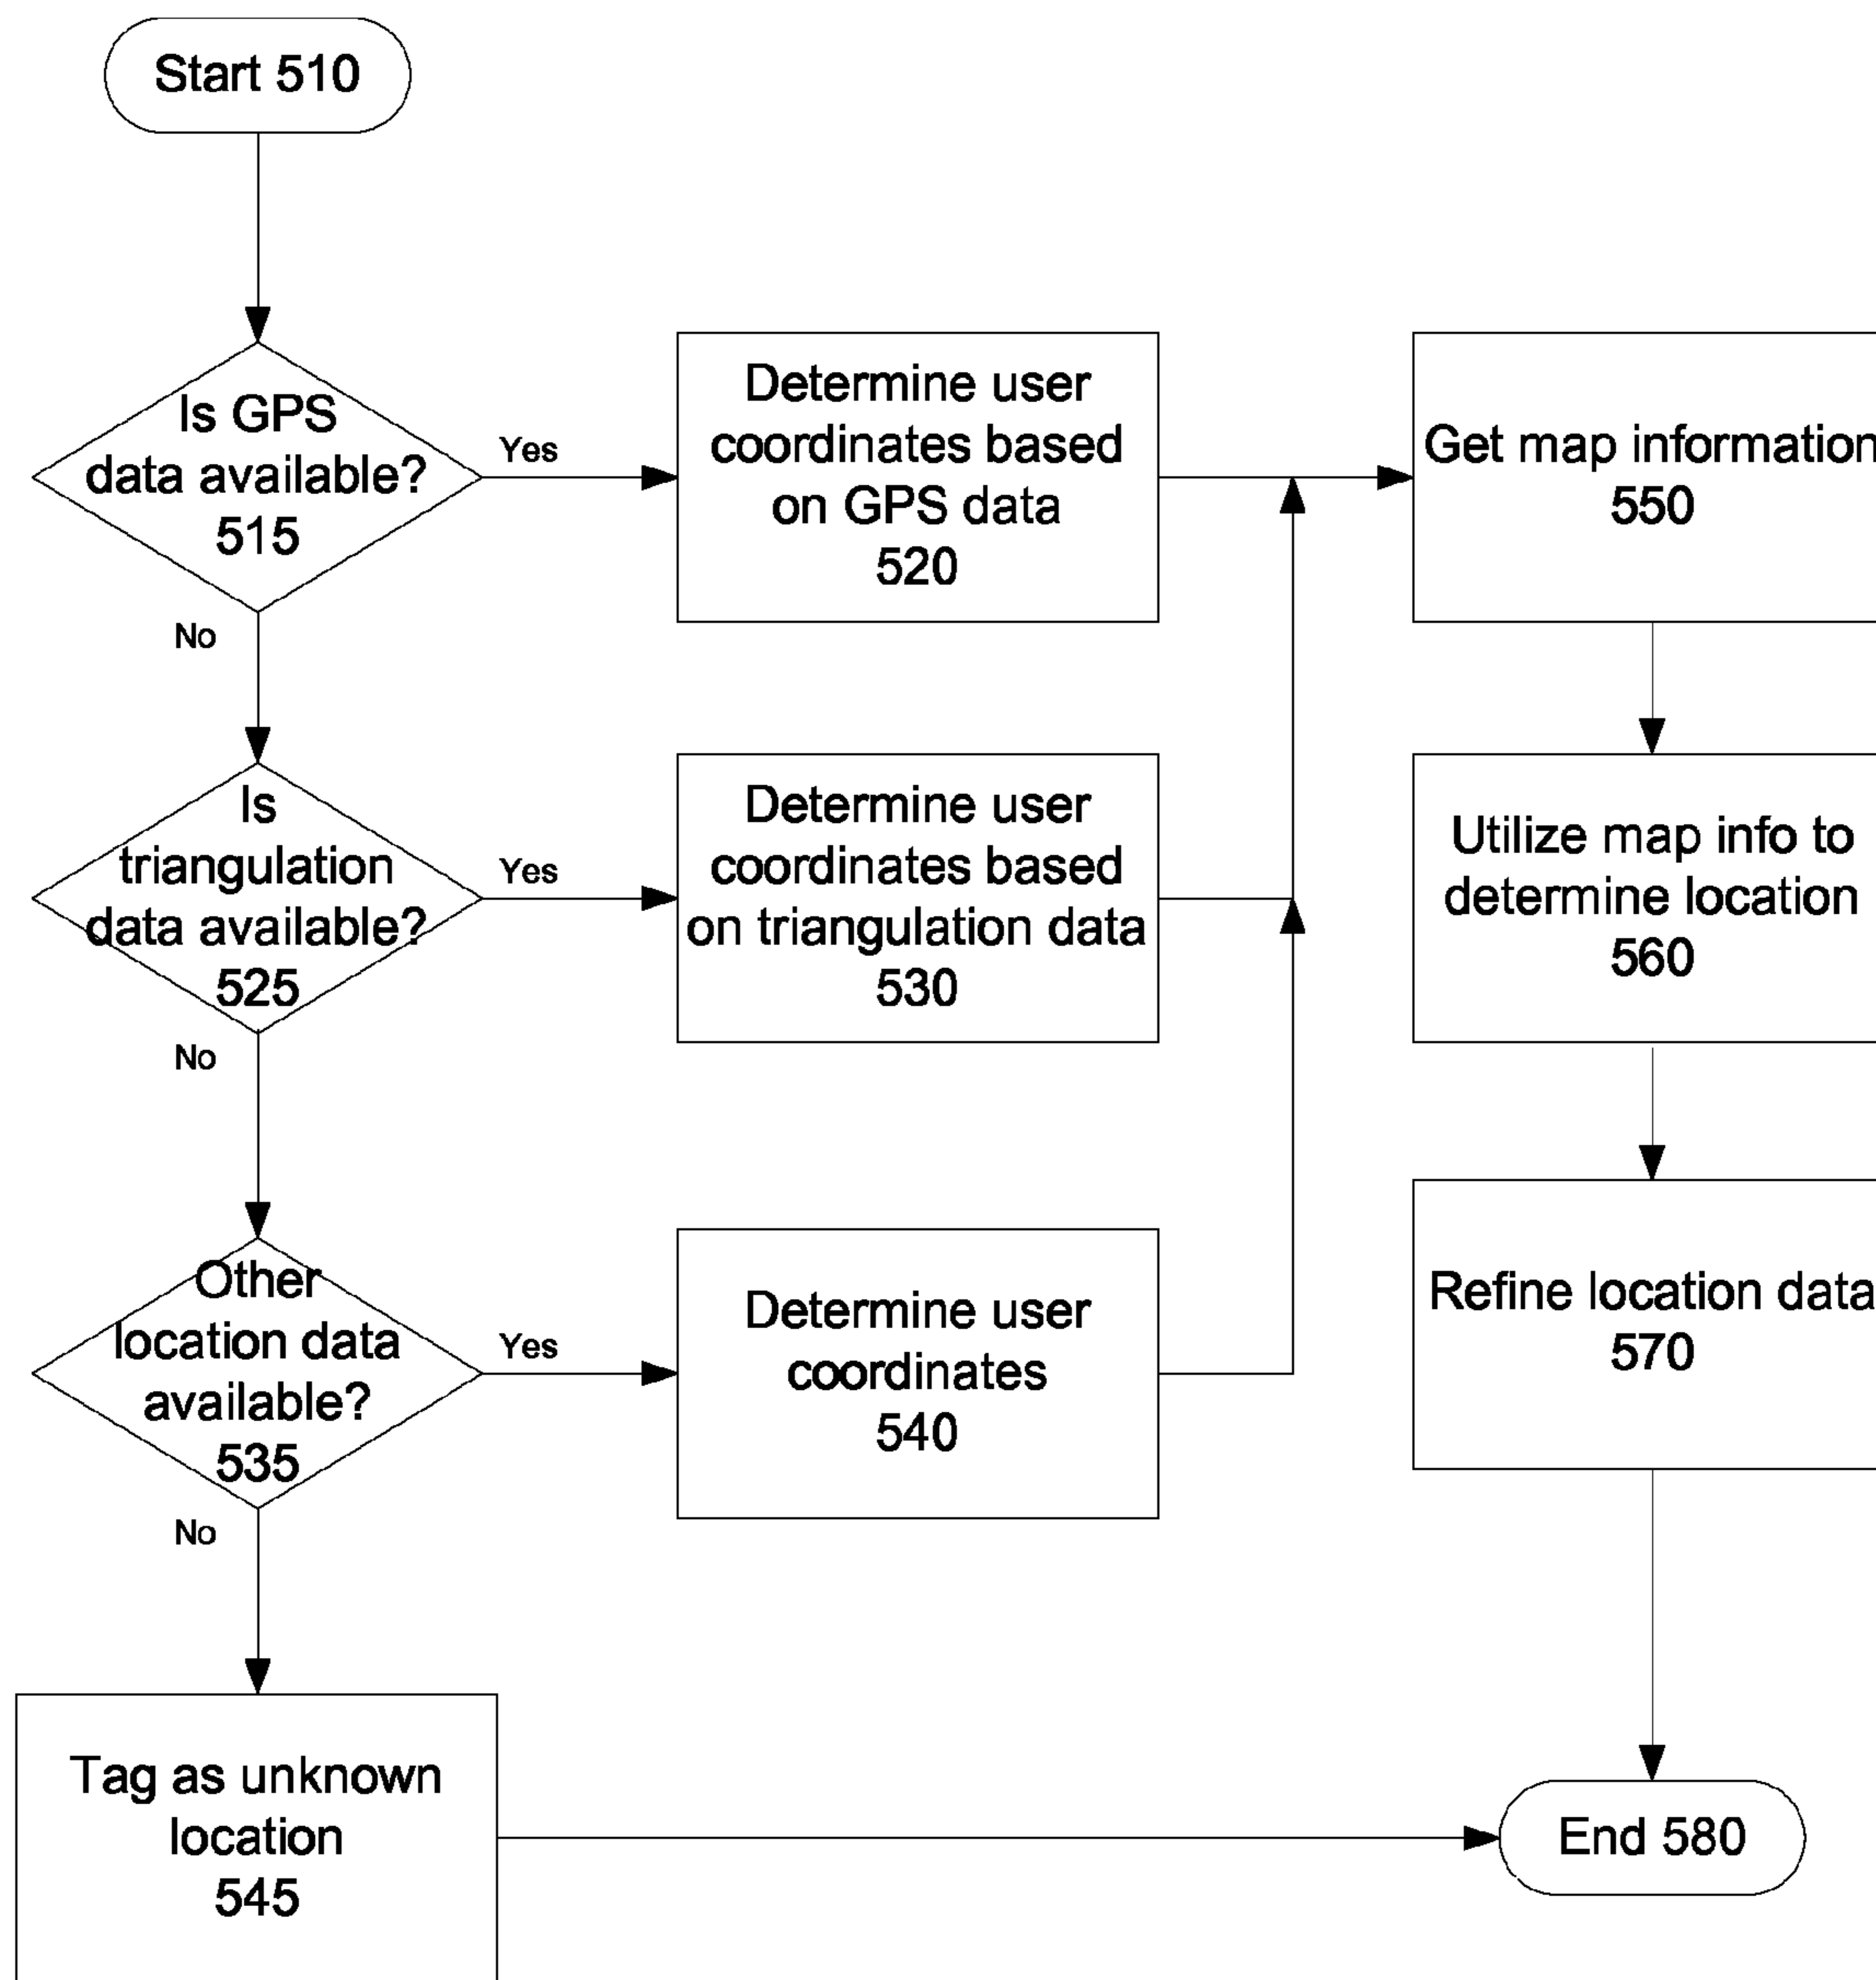 Start 510
Is GPS
data available?
515
Yes
No
Determine user
coordinates based
on GPS data
520
Get map information
550
Is
triangulation
data available?
525
Yes
No
Determine user
coordinates based
on triangulation data
530
Utilize map info to
determine location
560
Other
location data
available?
535
Yes
No
Determine user
coordinates
540
Refine location data
570
Tag as unknown
location
545
End 580